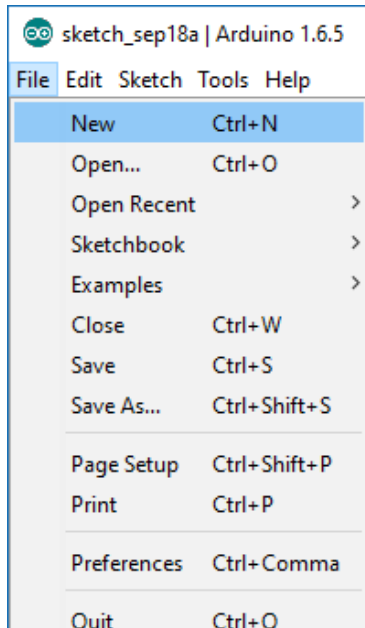 sketch_sep18a | Arduino 1.6.5
File Edit Sketch Tools Help
New Ctrl+N
Open... Ctrl+O
Open Recent
Sketchbook
Examples
Close Ctrl+W
Save Ctrl+S
Save As... Ctrl+Shift+S
Page Setup Ctrl+Shift+P
Print Ctrl+P
Preferences Ctrl+Comma
Quit Ctrl+Q